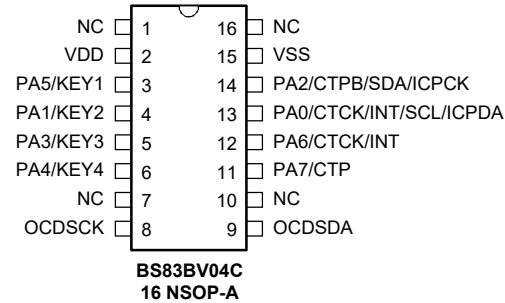 NC 1 16 NC
VDD 2 15 VSS
PA5/KEY1 3 14 PA2/CTPB/SDA/ICPCK
PA1/KEY2 4 13 PA0/CTCK/INT/SCL/ICPDA
PA3/KEY3 5 12 PA6/CTCK/INT
PA4/KEY4 6 11 PA7/CTP
NC 7 10 NC
OCDSCK 8 9 OCDSDA
BS83BV04C
16 NSOP-A